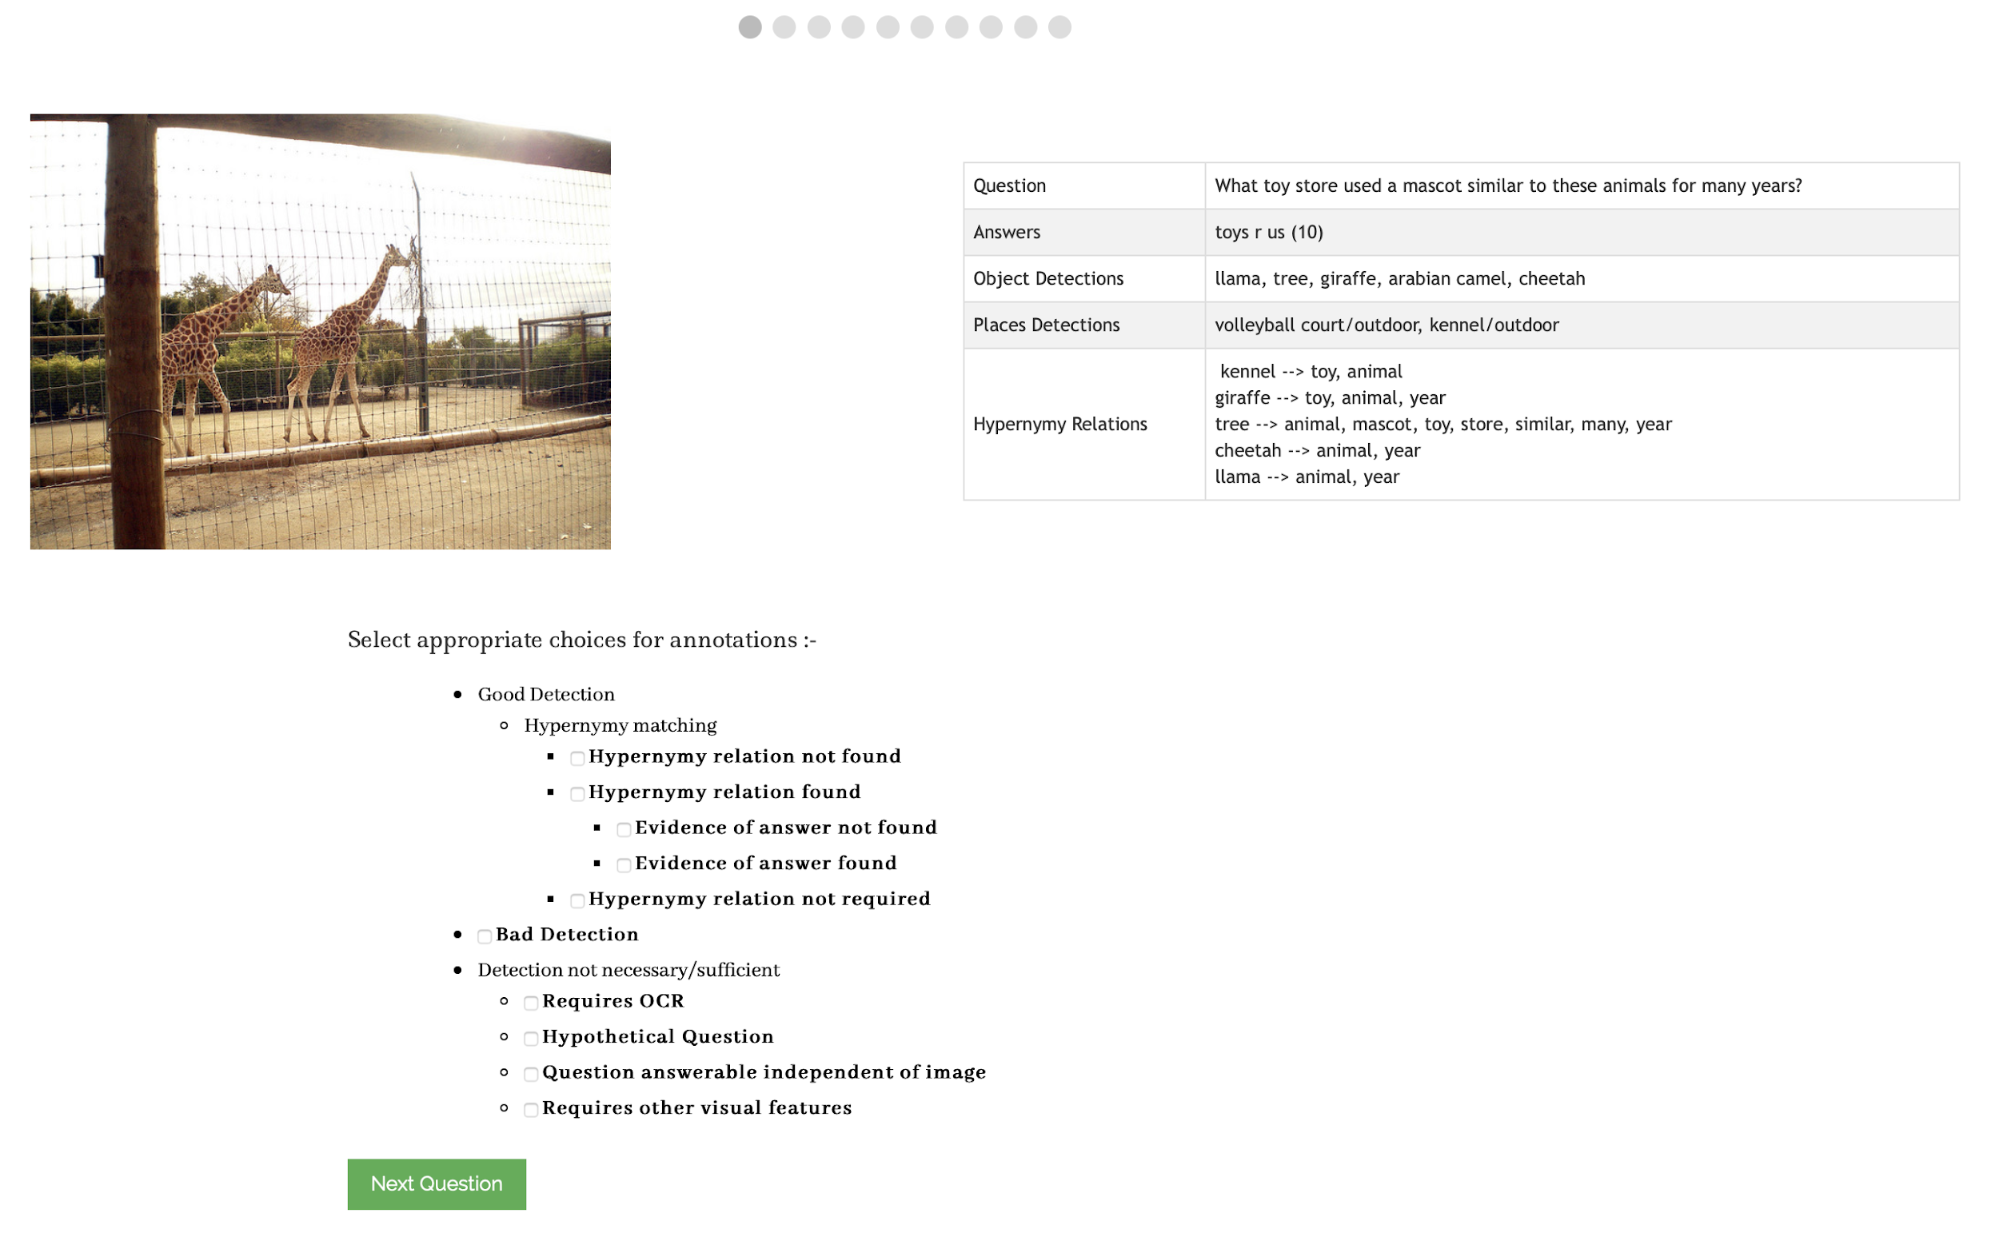 Question What toy store used a mascot similar to these animals for many years?
Answers toys r us (10)
Object Detections llama, tree, giraffe, arabian camel, cheetah
Places Detections volleyball court/outdoor, kennel/outdoor
Hypernymy Relations
kennel --> toy, animal
giraffe --> toy, animal, year
tree --> animal, mascot, toy, store, similar, many, year
cheetah --> animal, year
llama --> animal, year
Select appropriate choices for annotations :-
Good Detection
Hypernymy matching
Hypernymy relation not found
Hypernymy relation found
Evidence of answer not found
Evidence of answer found
Hypernymy relation not required
Bad Detection
Detection not necessary/sufficient
Requires OCR
Hypothetical Question
Question answerable independent of image
Requires other visual features
Next Question